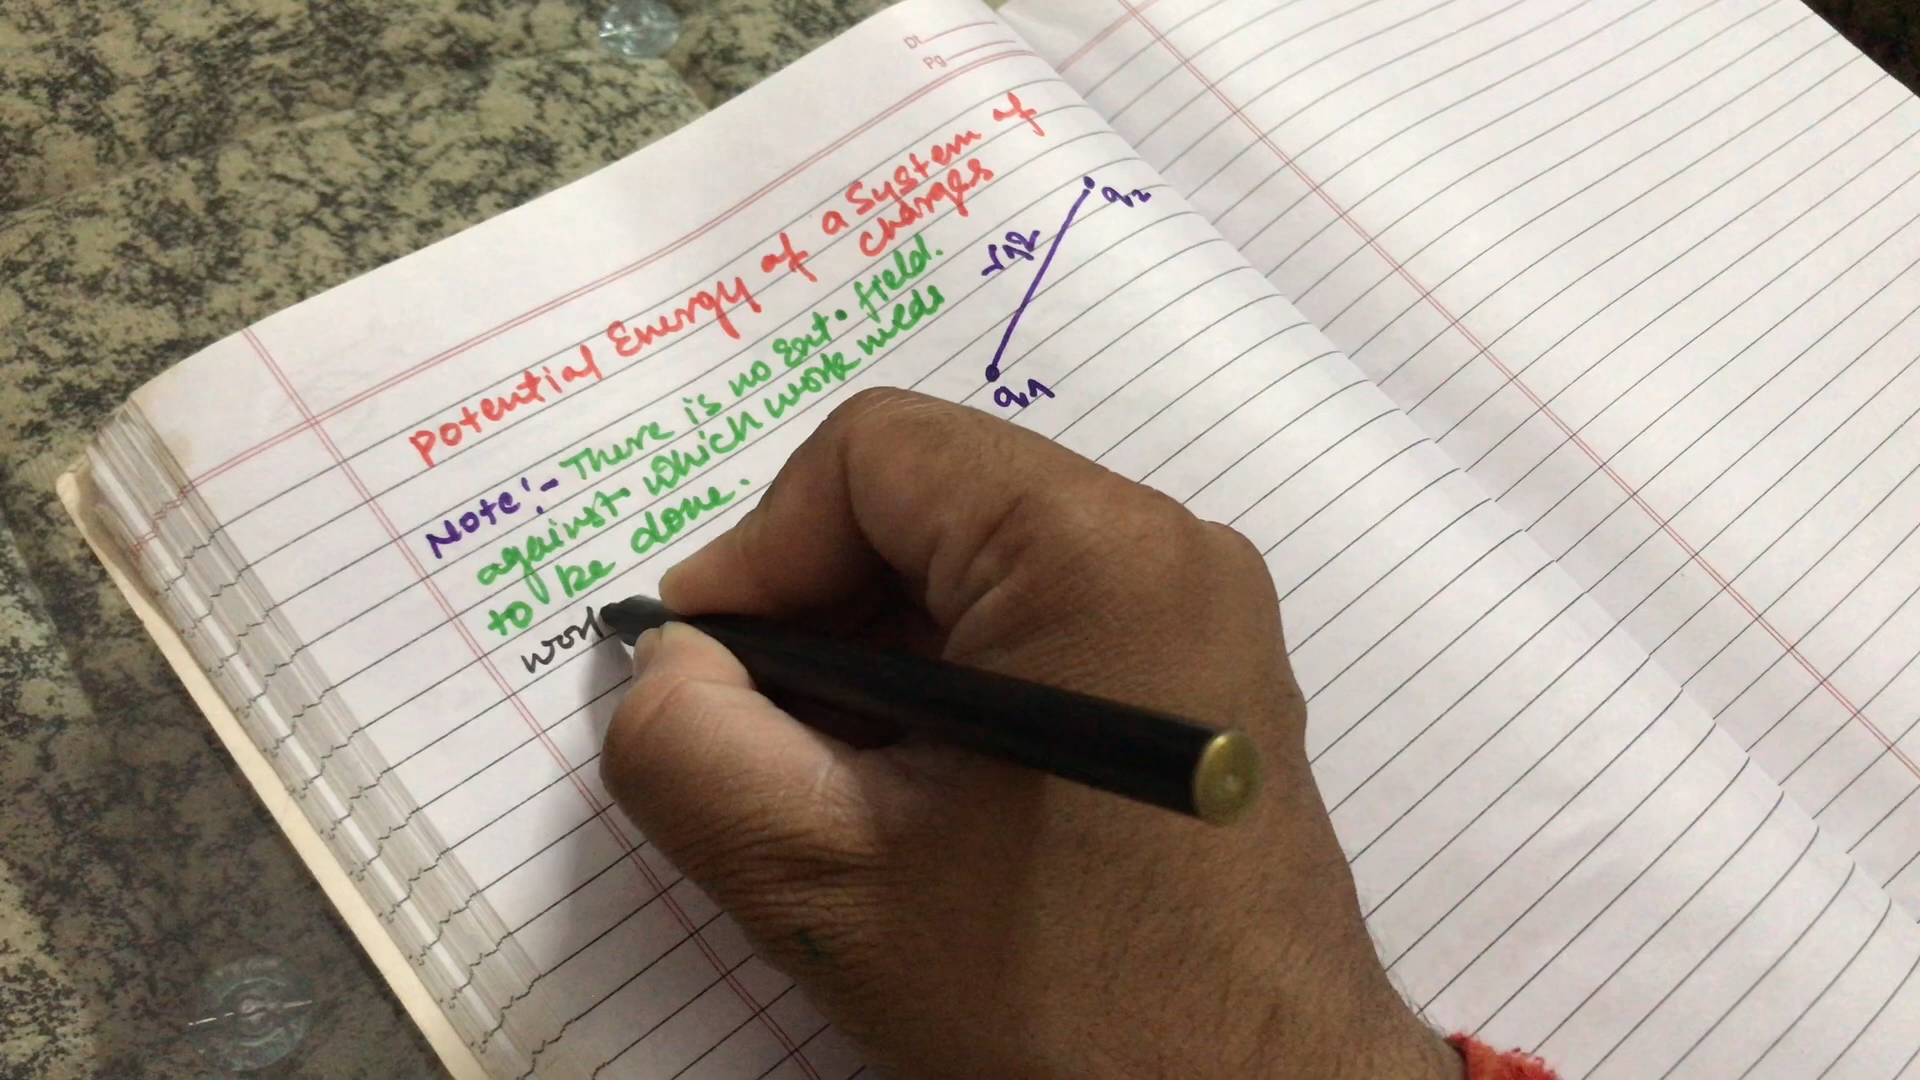 Dt.
Pg
Potential Energy of a System of
charges
Note:- There is no Ext. field.
against which work needs
to be done.
work
q2
r12
q1